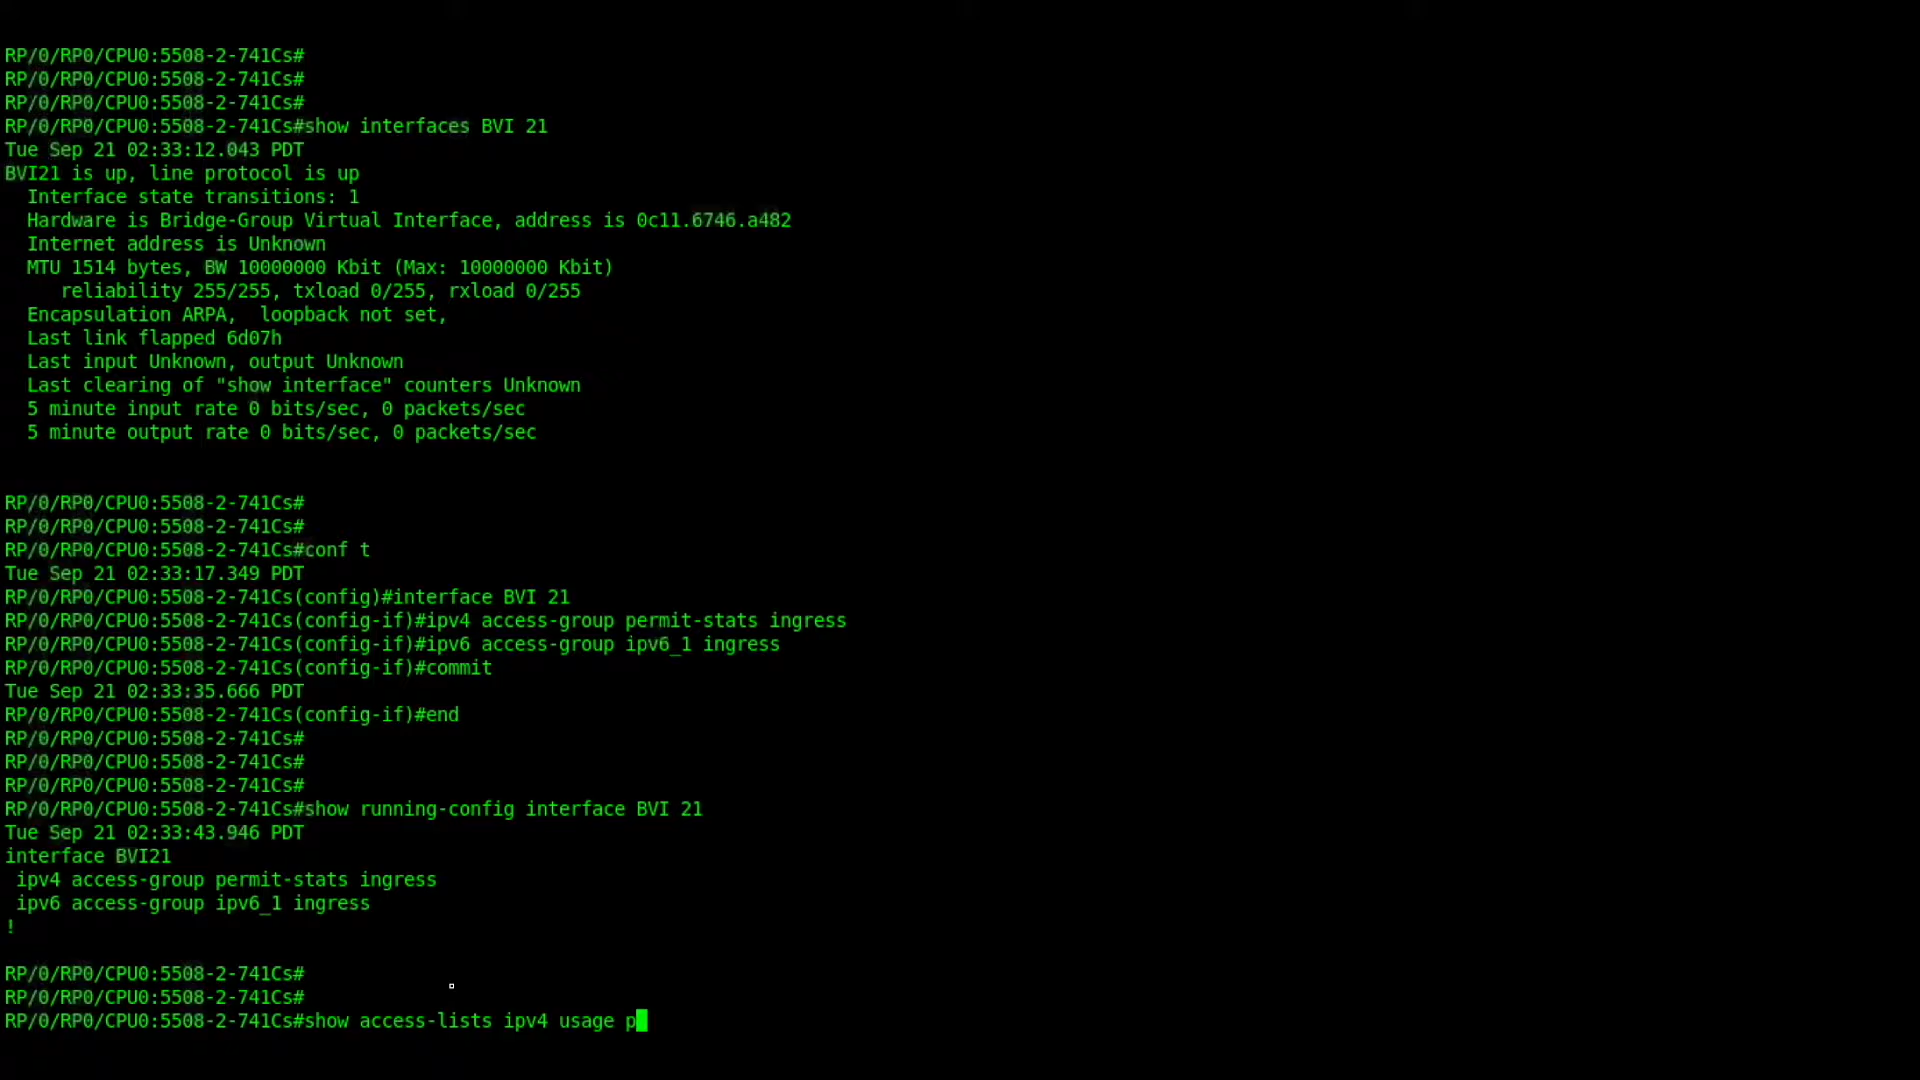 RP/0/RP0/CPU0:5508-2-741Cs#
RP/0/RP0/CPU0:5508-2-741Cs#
RP/0/RP0/CPU0:5508-2-741Cs#
RP/0/RP0/CPU0:5508-2-741Cs#show interfaces BVI 21
Tue Sep 21 02:33:12.043 PDT
BVI21 is up, line protocol is up
  Interface state transitions: 1
  Hardware is Bridge-Group Virtual Interface, address is 0c11.6746.a482
  Internet address is Unknown
  MTU 1514 bytes, BW 10000000 Kbit (Max: 10000000 Kbit)
     reliability 255/255, txload 0/255, rxload 0/255
  Encapsulation ARPA,  loopback not set,
  Last link flapped 6d07h
  Last input Unknown, output Unknown
  Last clearing of "show interface" counters Unknown
  5 minute input rate 0 bits/sec, 0 packets/sec
  5 minute output rate 0 bits/sec, 0 packets/sec
RP/0/RP0/CPU0:5508-2-741Cs#
RP/0/RP0/CPU0:5508-2-741Cs#
RP/0/RP0/CPU0:5508-2-741Cs#conf t
Tue Sep 21 02:33:17.349 PDT
RP/0/RP0/CPU0:5508-2-741Cs(config)#interface BVI 21
RP/0/RP0/CPU0:5508-2-741Cs(config-if)#ipv4 access-group permit-stats ingress
RP/0/RP0/CPU0:5508-2-741Cs(config-if)#ipv6 access-group ipv6_1 ingress
RP/0/RP0/CPU0:5508-2-741Cs(config-if)#commit
Tue Sep 21 02:33:35.666 PDT
RP/0/RP0/CPU0:5508-2-741Cs(config-if)#end
RP/0/RP0/CPU0:5508-2-741Cs#
RP/0/RP0/CPU0:5508-2-741Cs#
RP/0/RP0/CPU0:5508-2-741Cs#
RP/0/RP0/CPU0:5508-2-741Cs#show running-config interface BVI 21
Tue Sep 21 02:33:43.946 PDT
interface BVI21
 ipv4 access-group permit-stats ingress
 ipv6 access-group ipv6_1 ingress
!
RP/0/RP0/CPU0:5508-2-741Cs#
RP/0/RP0/CPU0:5508-2-741Cs#
RP/0/RP0/CPU0:5508-2-741Cs#show access-lists ipv4 usage p